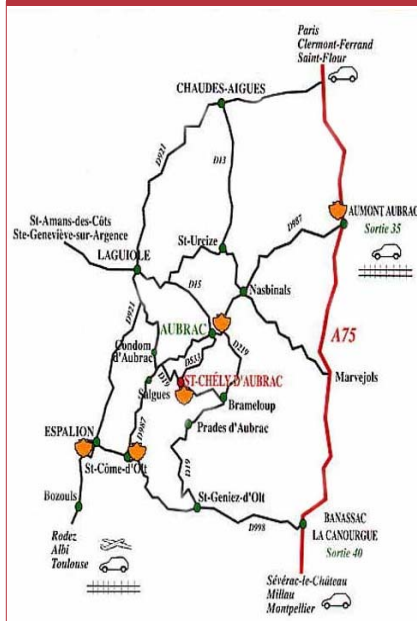 Paris
Clermont-Ferrand
Saint-Flour
CHAUDES-AIGUES
D921
D13
AUMONT AUBRAC
Sortie 35
D987
St-Amans-des-Côts
Ste-Geneviève-sur-Argence
St-Urcize
LAGUIOLE
D15
Nasbinals
D921
AUBRAC
A75
Condom
d'Aubrac
D533
D219
D19
ST-CHÉLY D'AUBRAC
Marvejols
Salgues
Brameloup
Prades d'Aubrac
ESPALION
D987
St-Côme-d'Olt
D19
Bozouls
St-Geniez-d'Olt
D998
BANASSAC
LA CANOURGUE
Sortie 40
Rodez
Albi
Toulouse
Sévérac-le-Château
Millau
Montpellier